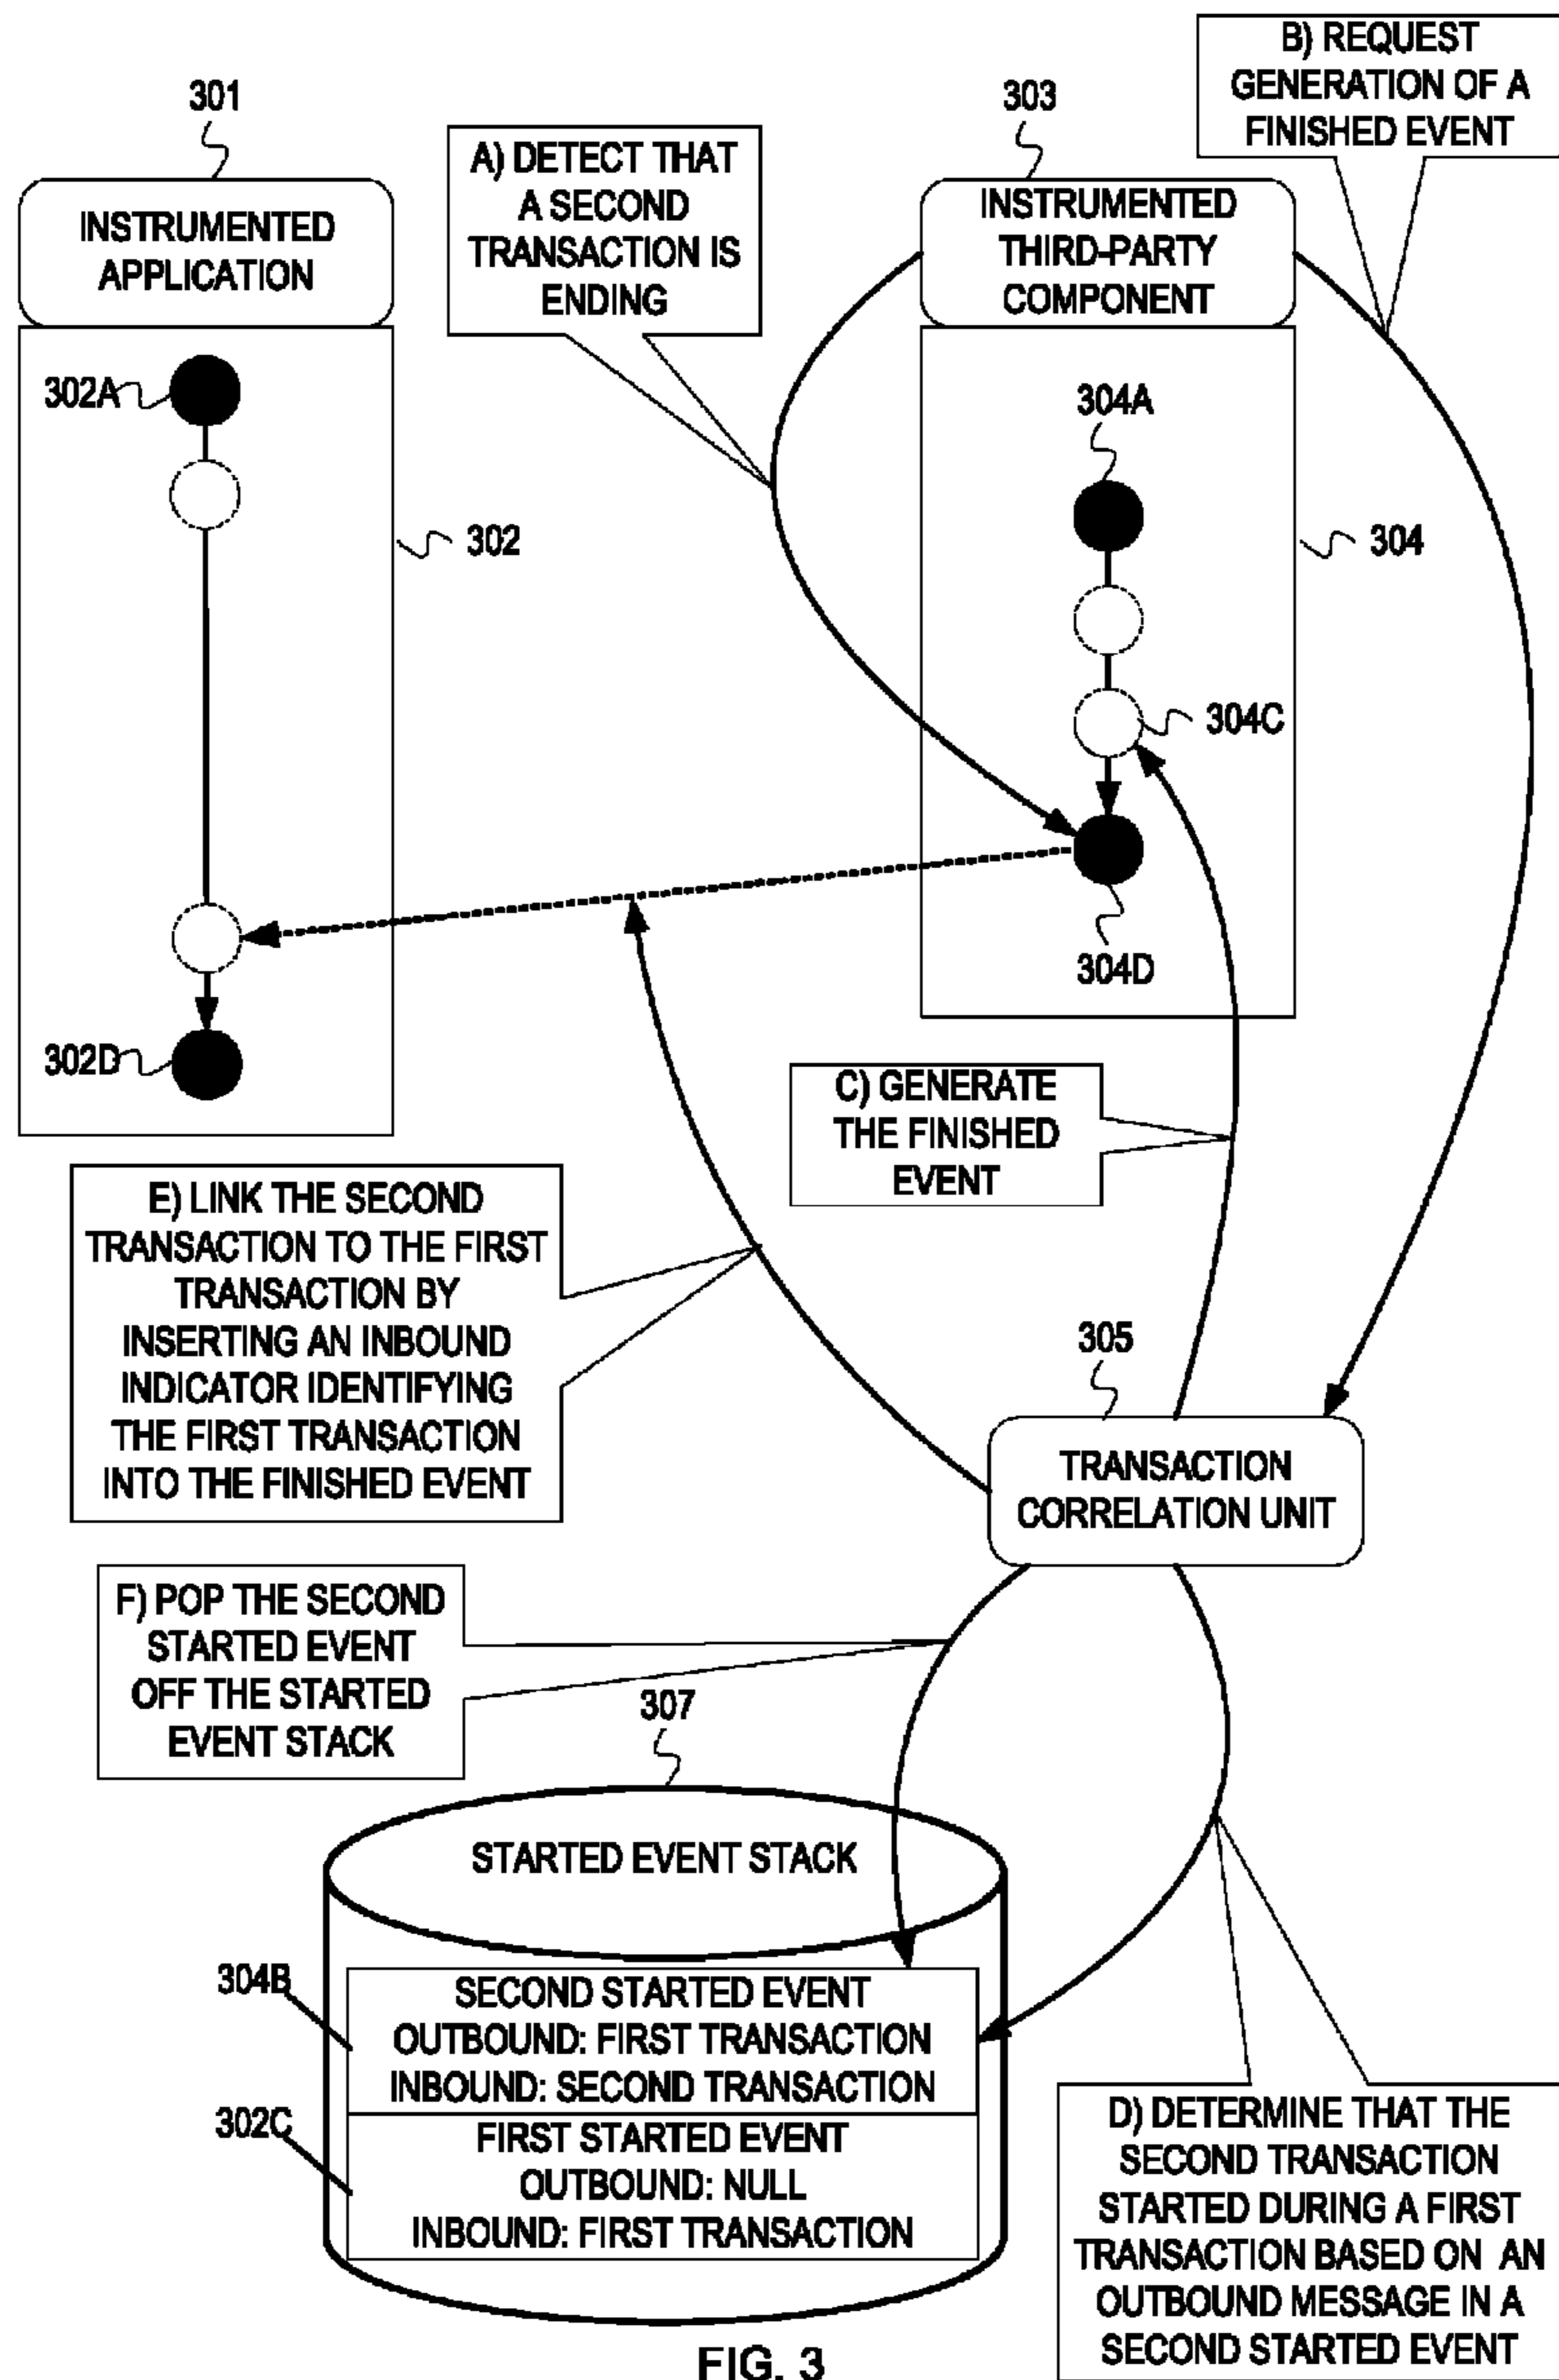 B) REQUEST
GENERATION OF A
FINISHED EVENT
301
303
A) DETECT THAT
A SECOND
TRANSACTION IS
ENDING
INSTRUMENTED
APPLICATION
INSTRUMENTED
THIRD-PARTY
COMPONENT
302A
304A
302
304
304C
304D
302D
C) GENERATE
THE FINISHED
EVENT
E) LINK THE SECOND
TRANSACTION TO THE FIRST
TRANSACTION BY
INSERTING AN INBOUND
INDICATOR IDENTIFYING
THE FIRST TRANSACTION
INTO THE FINISHED EVENT
305
TRANSACTION
CORRELATION UNIT
F) POP THE SECOND
STARTED EVENT
OFF THE STARTED
EVENT STACK
307
STARTED EVENT STACK
304B
SECOND STARTED EVENT
OUTBOUND: FIRST TRANSACTION
INBOUND: SECOND TRANSACTION
302C
FIRST STARTED EVENT
OUTBOUND: NULL
INBOUND: FIRST TRANSACTION
D) DETERMINE THAT THE
SECOND TRANSACTION
STARTED DURING A FIRST
TRANSACTION BASED ON AN
OUTBOUND MESSAGE IN A
SECOND STARTED EVENT
FIG. 3